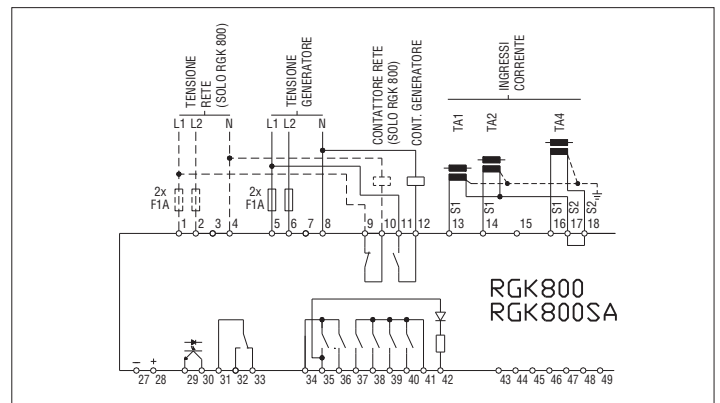 TENSIONE
RETE
(SOLO RGK 800)
TENSIONE
GENERATORE
CONTATTORE RETE
(SOLO RGK 800)
CONT. GENERATORE
INGRESSI
CORRENTE
L1 L2 N
L1 L2 N
TA1
TA2
TA4
2x
F1A
2x
F1A
S1
S1
S1
S2
S2
1 2 3 4 5 6 7 8 9 10 11 12 13 14 15 16 17 18
RGK800
RGK800SA
– +
27 28 29 30 31 32 33 34 35 36 37 38 39 40 41 42 43 44 45 46 47 48 49